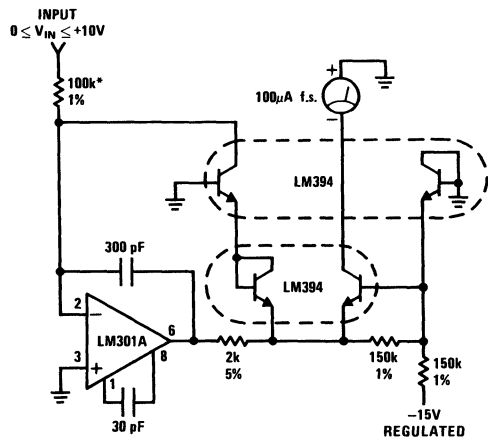 INPUT
0 ≤ VIN ≤ +10V
100k*
1%
+
100μA f.s.
−
LM394
300 pF
LM394
2
−
LM301A
6
3
+
1
8
30 pF
2k
5%
150k
1%
150k
1%
−15V
REGULATED